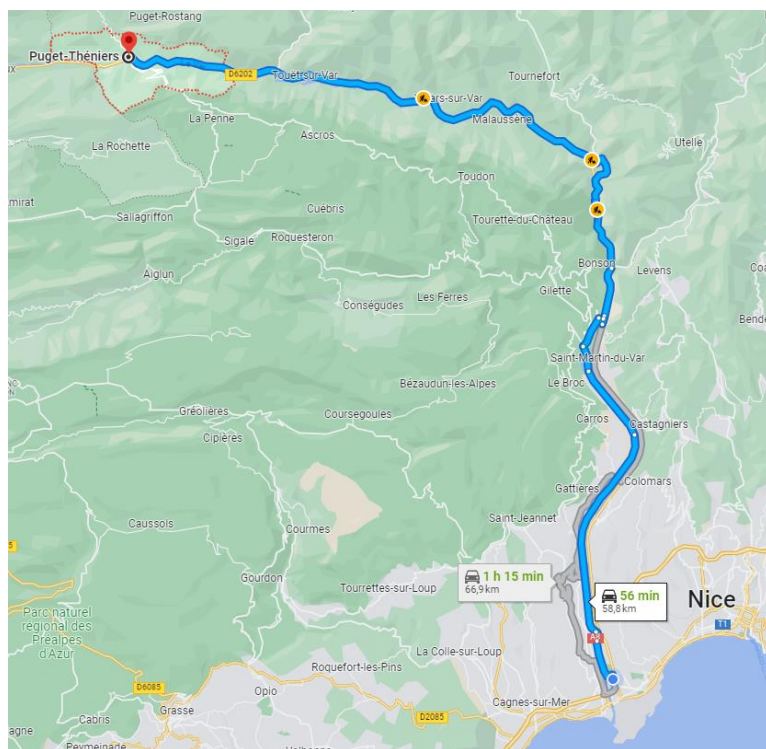 Puget-Rostang
Puget-Théniers
D6202
Touët-sur-Var
Tournefort
ars-sur-Var
Malaussène
La Penne
Ascros
Utelle
La Rochette
Toudon
Cuébris
Tourette-du-Château
Sallagriffon
Sigale
Roquesteron
Bonson
Levens
Aiglun
Gilette
Conségudes
Les Ferres
Bende
Saint-Martin-du-Var
Bézaudun-les-Alpes
Le Broc
Gréolières
Coursegoules
Carros
Castagniers
Cipières
Gattières
Colomars
Saint-Jeannet
Caussols
Courmes
Gourdon
Tourrettes-sur-Loup
1 h 15 min
66,9 km
56 min
58,8 km
Nice
T1
Parc naturel
régional des
Préalpes
d'Azur
La Colle-sur-Loup
Roquefort-les-Pins
D6085
Opio
Cagnes-sur-Mer
Grasse
D2085
Cabris
Peymeinade